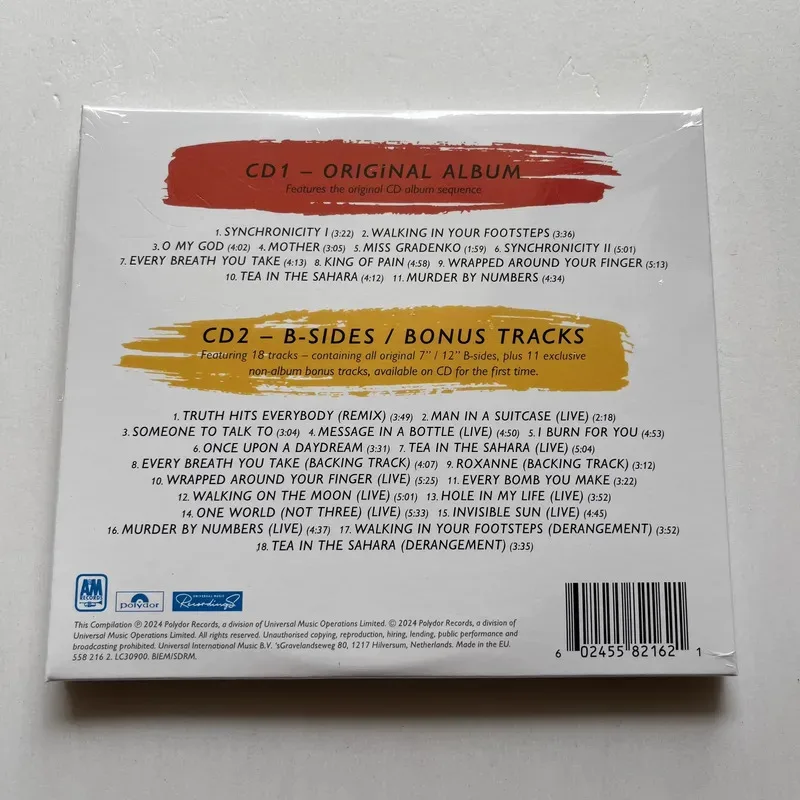 CD1 – ORIGiNAL ALBUM
Features the original CD album sequence
1. SYNCHRONICITY I (3:22) 2. WALKING IN YOUR FOOTSTEPS (3:36)
3. O MY GOD (4:02) 4. MOTHER (3:05) 5. MISS GRADENKO (1:59) 6. SYNCHRONICITY II (5:01)
7. EVERY BREATH YOU TAKE (4:13) 8. KING OF PAIN (4:58) 9. WRAPPED AROUND YOUR FINGER (5:13)
10. TEA IN THE SAHARA (4:12) 11. MURDER BY NUMBERS (4:34)
CD2 – B-SIDES / BONUS TRACKS
Featuring 18 tracks – containing all original 7” / 12” B-sides, plus 11 exclusive
non-album bonus tracks, available on CD for the first time.
1. TRUTH HITS EVERYBODY (REMIX) (3:49) 2. MAN IN A SUITCASE (LIVE) (2:18)
3. SOMEONE TO TALK TO (3:04) 4. MESSAGE IN A BOTTLE (LIVE) (4:50) 5. I BURN FOR YOU (4:53)
6. ONCE UPON A DAYDREAM (3:31) 7. TEA IN THE SAHARA (LIVE) (5:04)
8. EVERY BREATH YOU TAKE (BACKING TRACK) (4:07) 9. ROXANNE (BACKING TRACK) (3:12)
10. WRAPPED AROUND YOUR FINGER (LIVE) (5:25) 11. EVERY BOMB YOU MAKE (3:22)
12. WALKING ON THE MOON (LIVE) (5:01) 13. HOLE IN MY LIFE (LIVE) (3:52)
14. ONE WORLD (NOT THREE) (LIVE) (5:33) 15. INVISIBLE SUN (LIVE) (4:45)
16. MURDER BY NUMBERS (LIVE) (4:37) 17. WALKING IN YOUR FOOTSTEPS (DERANGEMENT) (3:52)
18. TEA IN THE SAHARA (DERANGEMENT) (3:35)
A&M RECORDS
polydor
UNIVERSAL MUSIC Recordings
This Compilation ℗ 2024 Polydor Records, a division of Universal Music Operations Limited. © 2024 Polydor Records, a division of
Universal Music Operations Limited. All rights reserved. Unauthorised copying, reproduction, hiring, lending, public performance and
broadcasting prohibited. Universal International Music B.V. 'sGravelandseweg 80, 1217 Hilversum, Netherlands. Made in the EU.
558 216 2. LC30900. BIEM/SDRM.
6 02455 82162 1